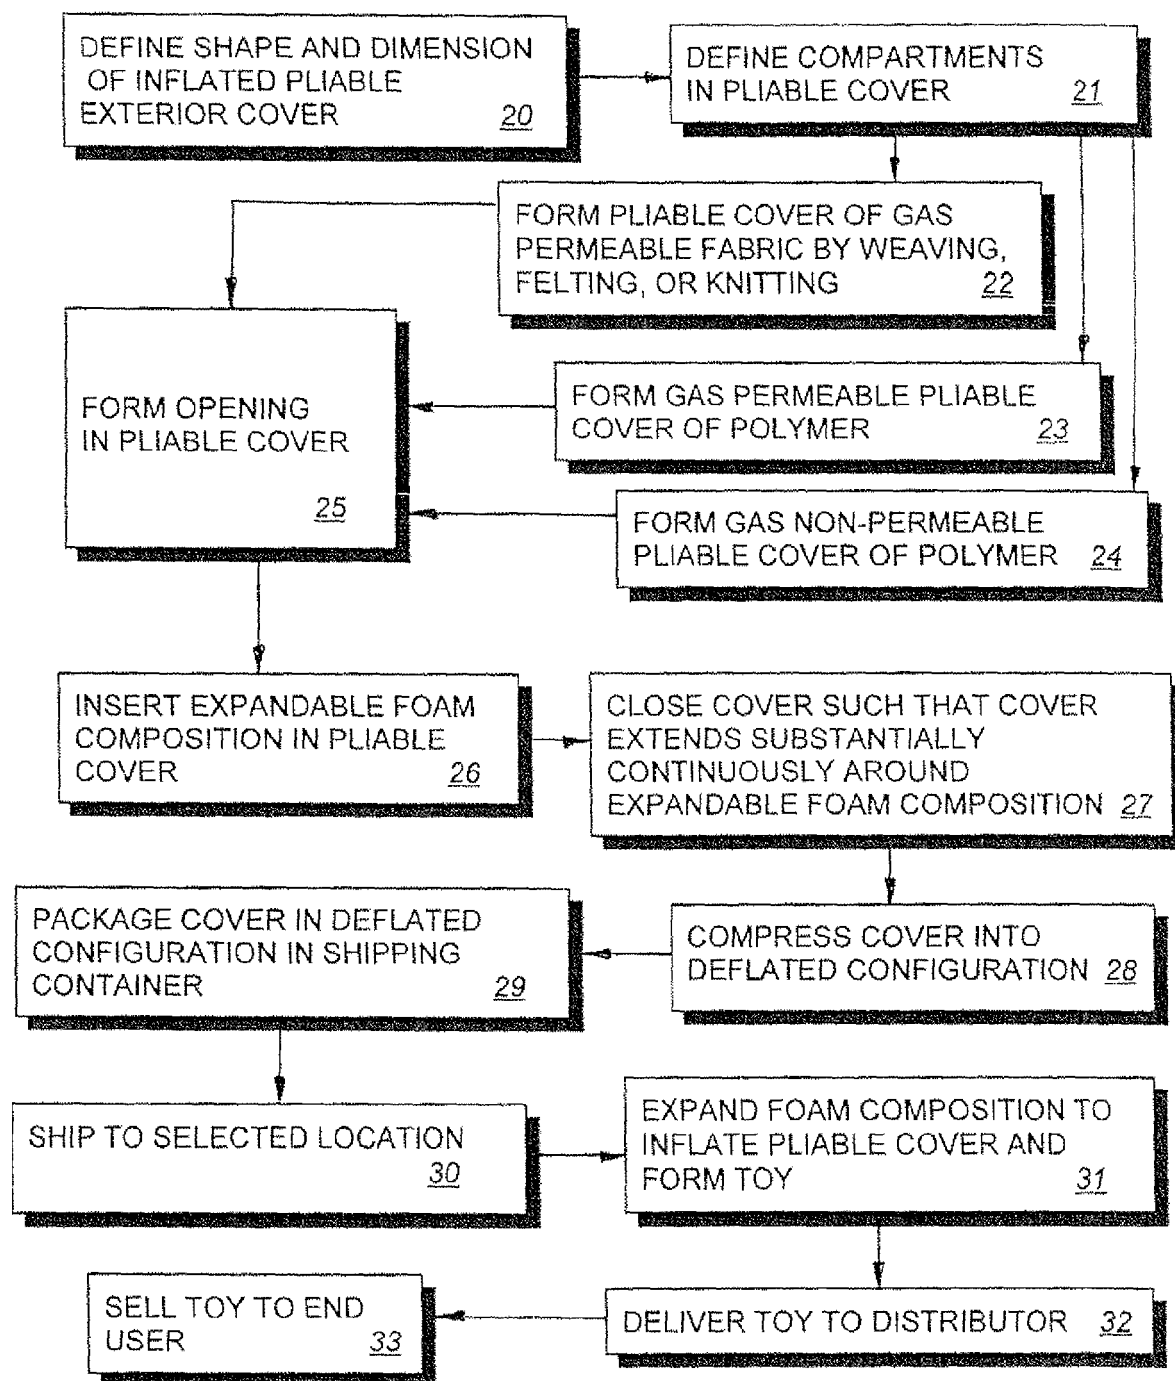 DEFINE SHAPE AND DIMENSION
OF INFLATED PLIABLE
EXTERIOR COVER 20
DEFINE COMPARTMENTS
IN PLIABLE COVER 21
FORM PLIABLE COVER OF GAS
PERMEABLE FABRIC BY WEAVING,
FELTING, OR KNITTING 22
FORM GAS PERMEABLE PLIABLE
COVER OF POLYMER 23
FORM GAS NON-PERMEABLE
PLIABLE COVER OF POLYMER 24
FORM OPENING
IN PLIABLE COVER
25
INSERT EXPANDABLE FOAM
COMPOSITION IN PLIABLE
COVER 26
CLOSE COVER SUCH THAT COVER
EXTENDS SUBSTANTIALLY
CONTINUOUSLY AROUND
EXPANDABLE FOAM COMPOSITION 27
COMPRESS COVER INTO
DEFLATED CONFIGURATION 28
PACKAGE COVER IN DEFLATED
CONFIGURATION IN SHIPPING
CONTAINER 29
SHIP TO SELECTED LOCATION
30
EXPAND FOAM COMPOSITION TO
INFLATE PLIABLE COVER AND
FORM TOY 31
DELIVER TOY TO DISTRIBUTOR 32
SELL TOY TO END
USER 33